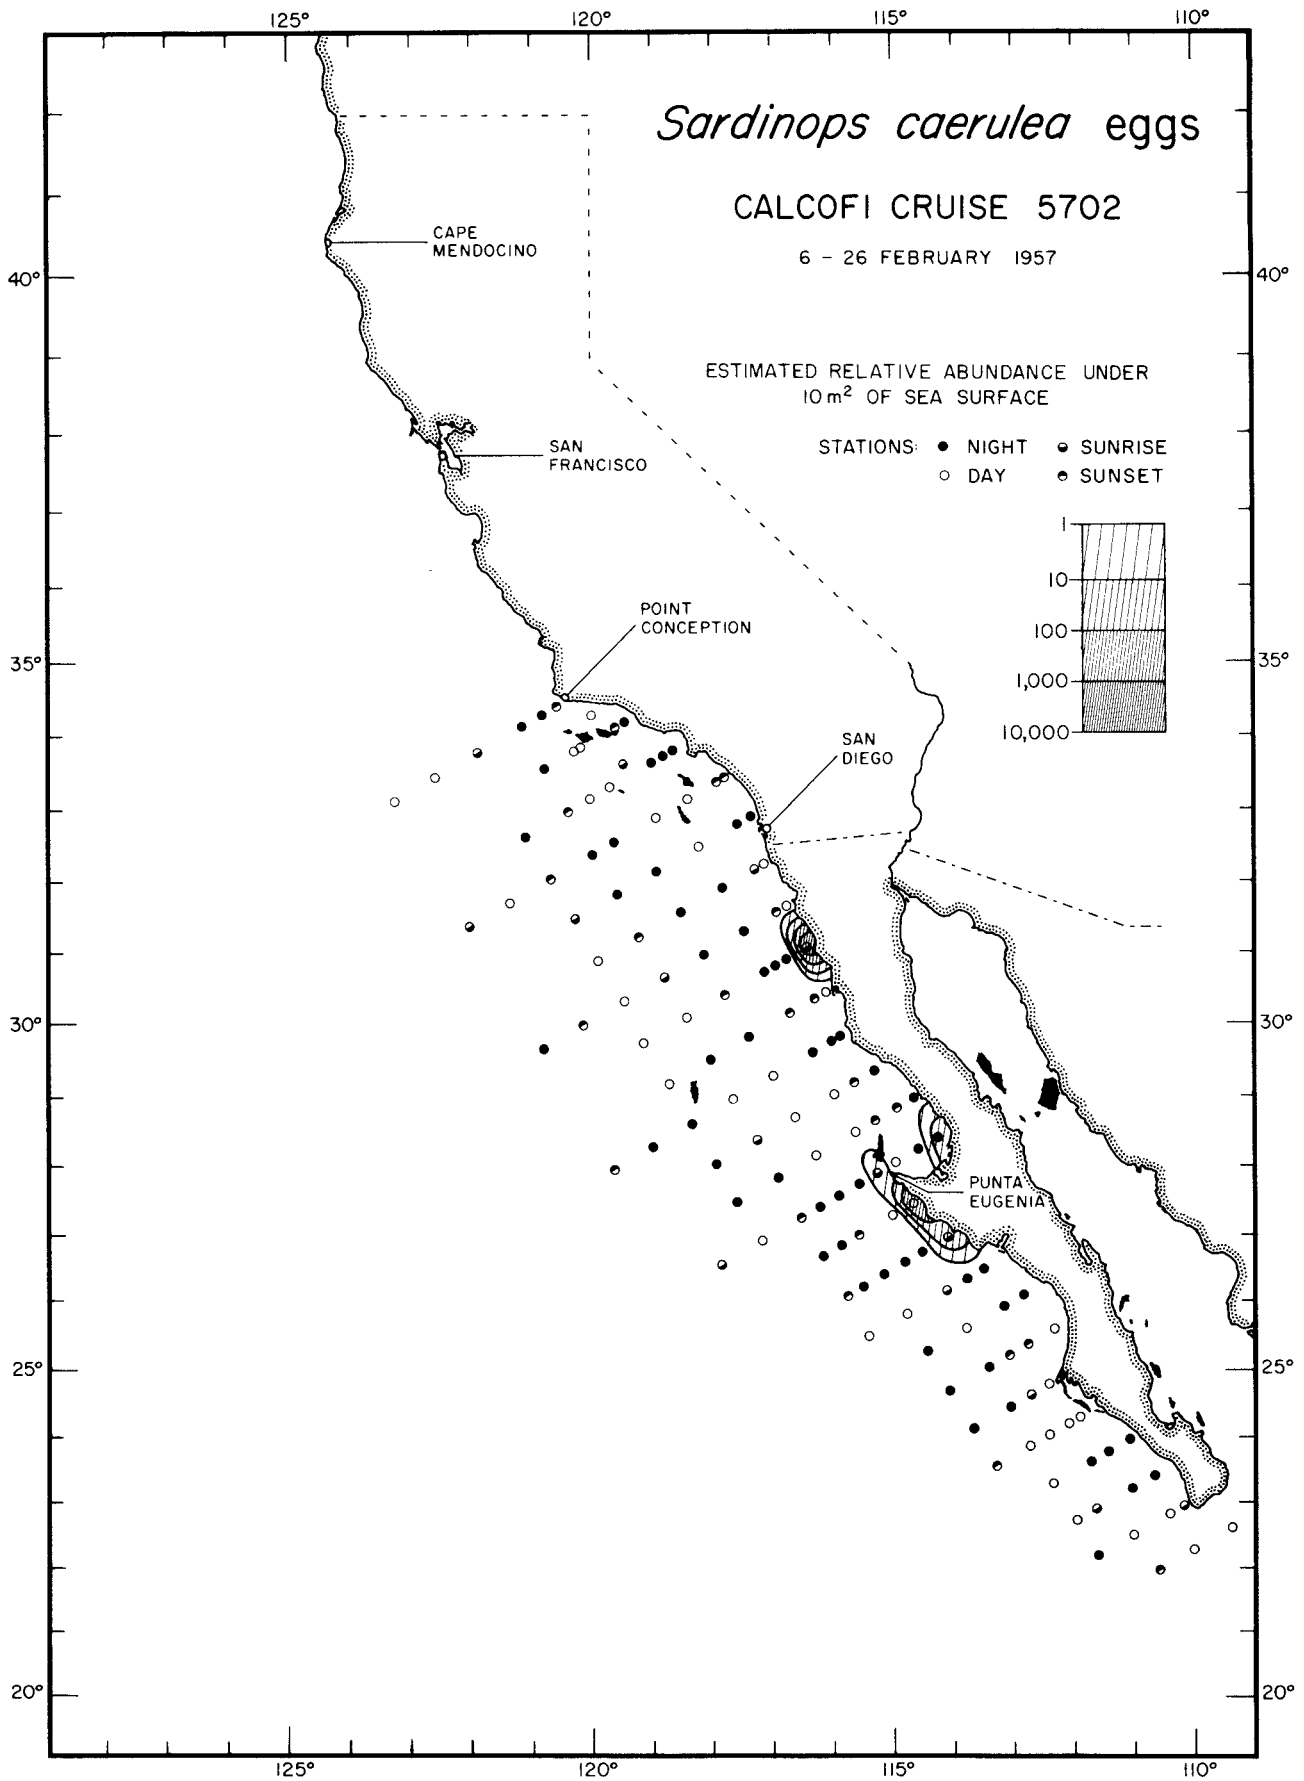 125°
120°
115°
110°
Sardinops caerulea eggs
CALCOFI CRUISE 5702
6 - 26 FEBRUARY 1957
CAPE
MENDOCINO
40°
40°
ESTIMATED RELATIVE ABUNDANCE UNDER
10 m² OF SEA SURFACE
STATIONS: ● NIGHT SUNRISE
○ DAY SUNSET
SAN
FRANCISCO
1
10
100
1,000
10,000
POINT
CONCEPTION
35°
35°
SAN
DIEGO
30°
30°
PUNTA
EUGENIA
25°
25°
20°
20°
125°
120°
115°
110°